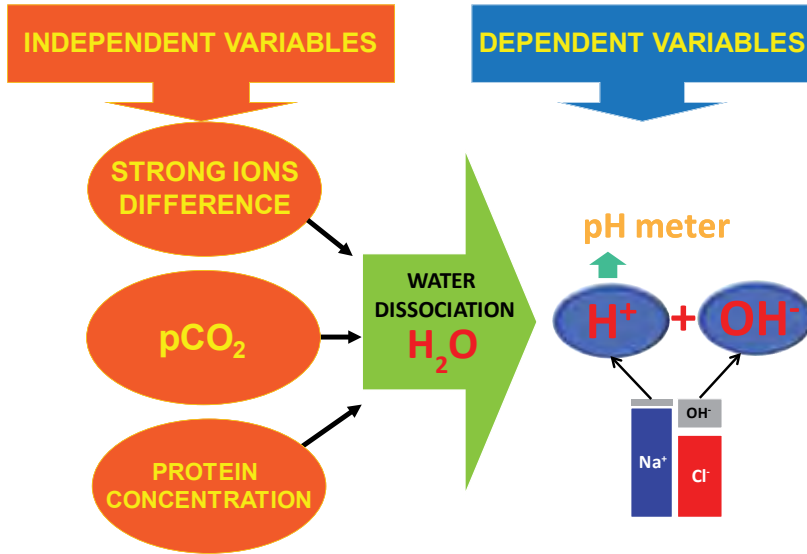 INDEPENDENT VARIABLES
DEPENDENT VARIABLES
STRONG IONS
DIFFERENCE
pCO₂
PROTEIN
CONCENTRATION
WATER
DISSOCIATION
H₂O
pH meter
H⁺ + OH⁻
OH⁻
Na⁺
Cl⁻